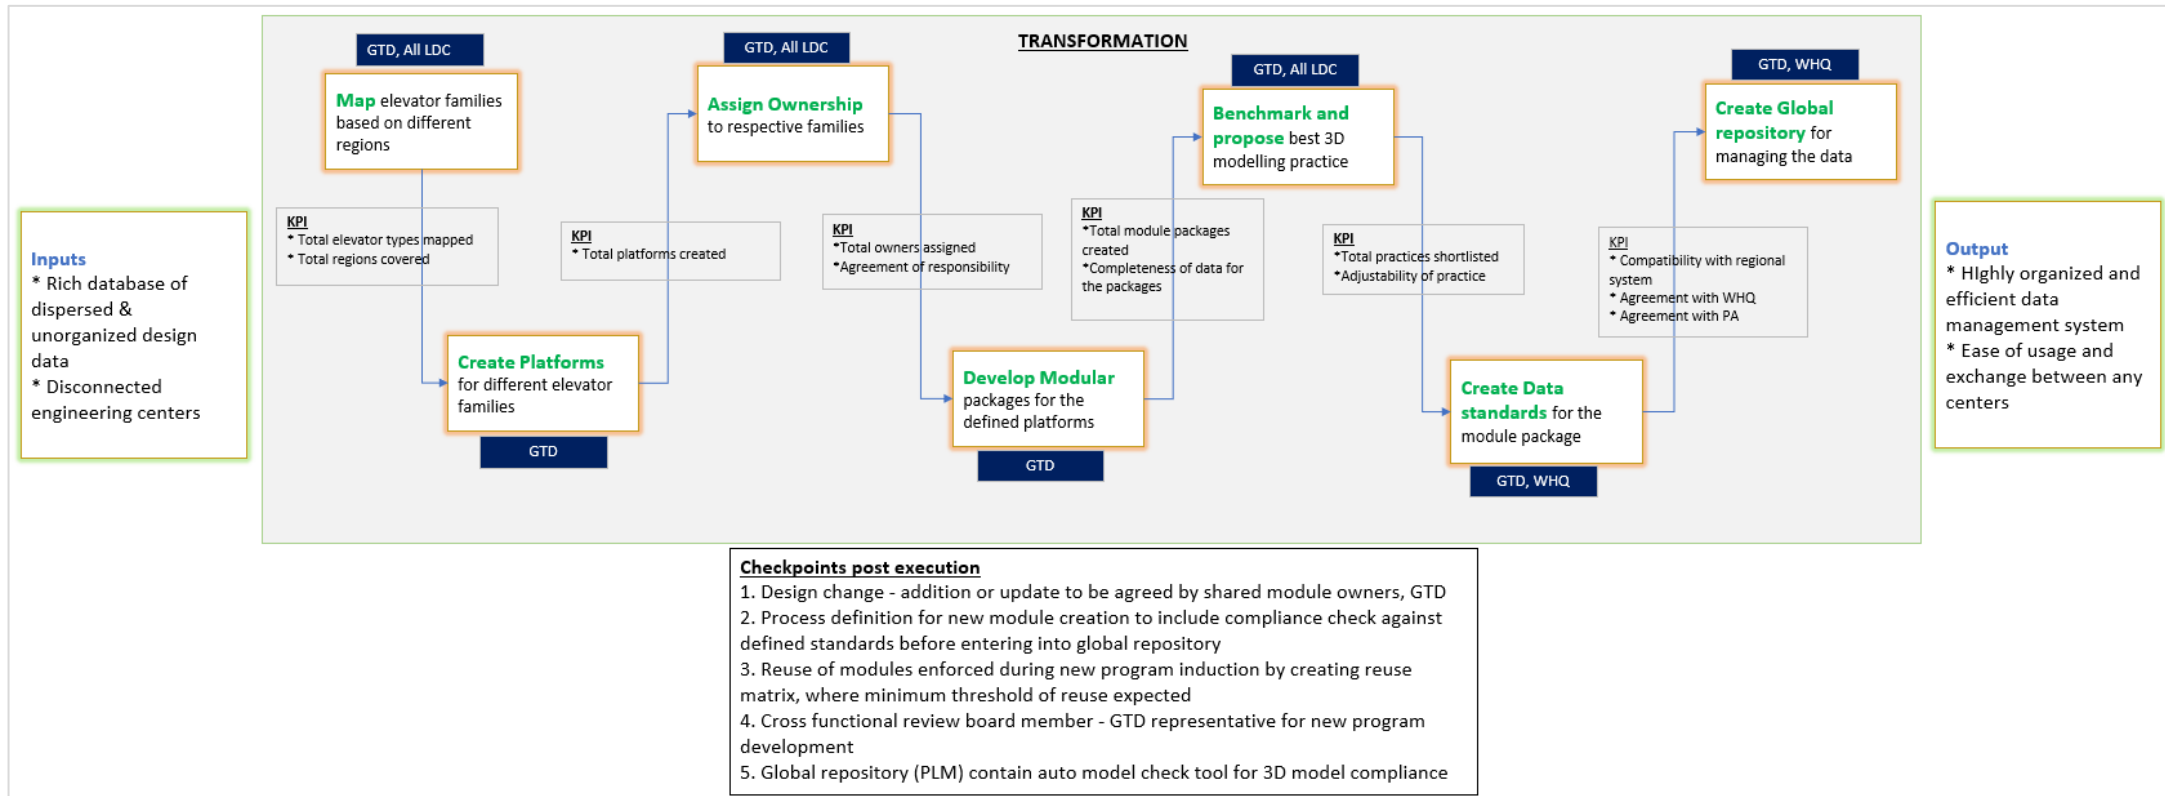 TRANSFORMATION
Inputs
* Rich database of
dispersed &
unorganized design
data
* Disconnected
engineering centers
GTD, All LDC
Map elevator families
based on different
regions
KPI
* Total elevator types mapped
* Total regions covered
Create Platforms
for different elevator
families
GTD
KPI
* Total platforms created
GTD, All LDC
Assign Ownership
to respective families
KPI
*Total owners assigned
*Agreement of responsibility
Develop Modular
packages for the
defined platforms
GTD
KPI
*Total module packages
created
*Completeness of data for
the packages
GTD, All LDC
Benchmark and
propose best 3D
modelling practice
KPI
*Total practices shortlisted
*Adjustability of practice
Create Data
standards for the
module package
GTD, WHQ
KPI
* Compatibility with regional
system
* Agreement with WHQ
* Agreement with PA
GTD, WHQ
Create Global
repository for
managing the data
Output
* HIghly organized and
efficient data
management system
* Ease of usage and
exchange between any
centers
Checkpoints post execution
1. Design change - addition or update to be agreed by shared module owners, GTD
2. Process definition for new module creation to include compliance check against
defined standards before entering into global repository
3. Reuse of modules enforced during new program induction by creating reuse
matrix, where minimum threshold of reuse expected
4. Cross functional review board member - GTD representative for new program
development
5. Global repository (PLM) contain auto model check tool for 3D model compliance